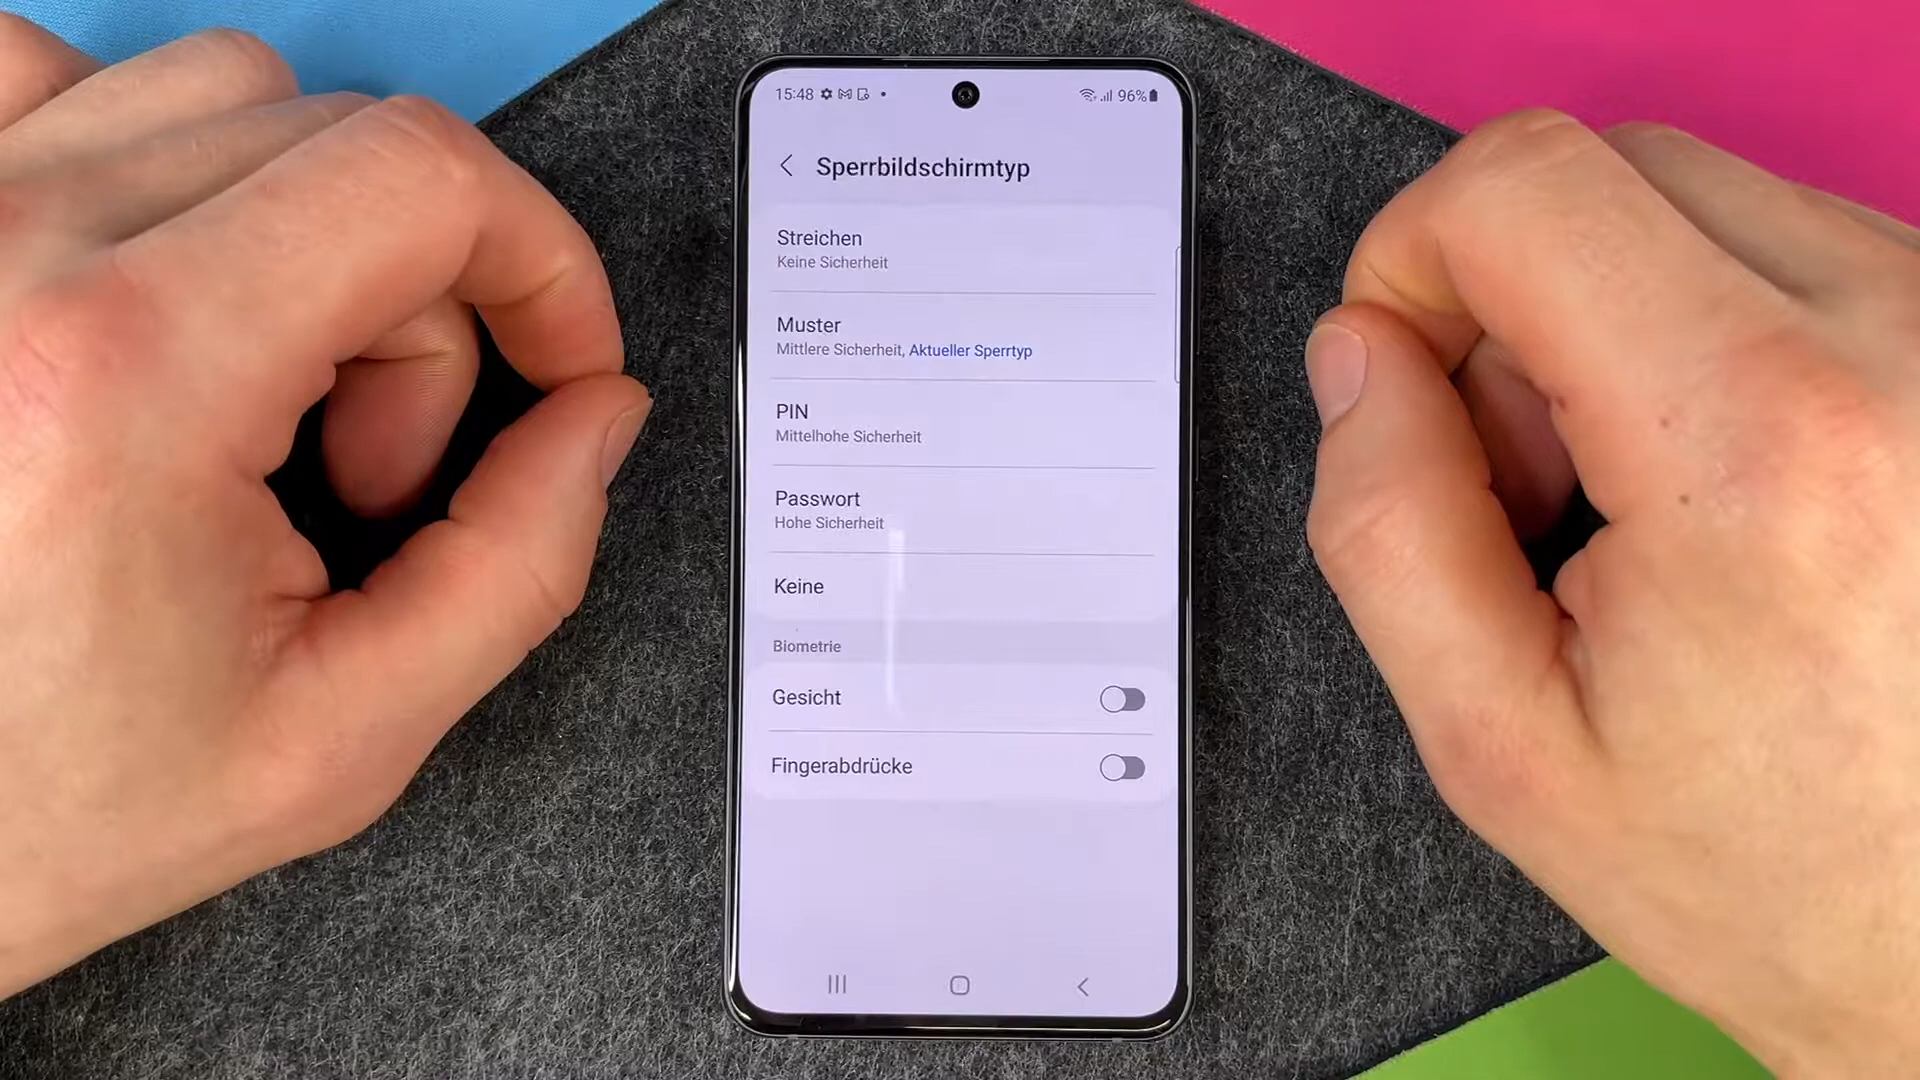 15:48 96%
Sperrbildschirmtyp
Streichen
Keine Sicherheit
Muster
Mittlere Sicherheit, Aktueller Sperrtyp
PIN
Mittelhohe Sicherheit
Passwort
Hohe Sicherheit
Keine
Biometrie
Gesicht
Fingerabdrücke